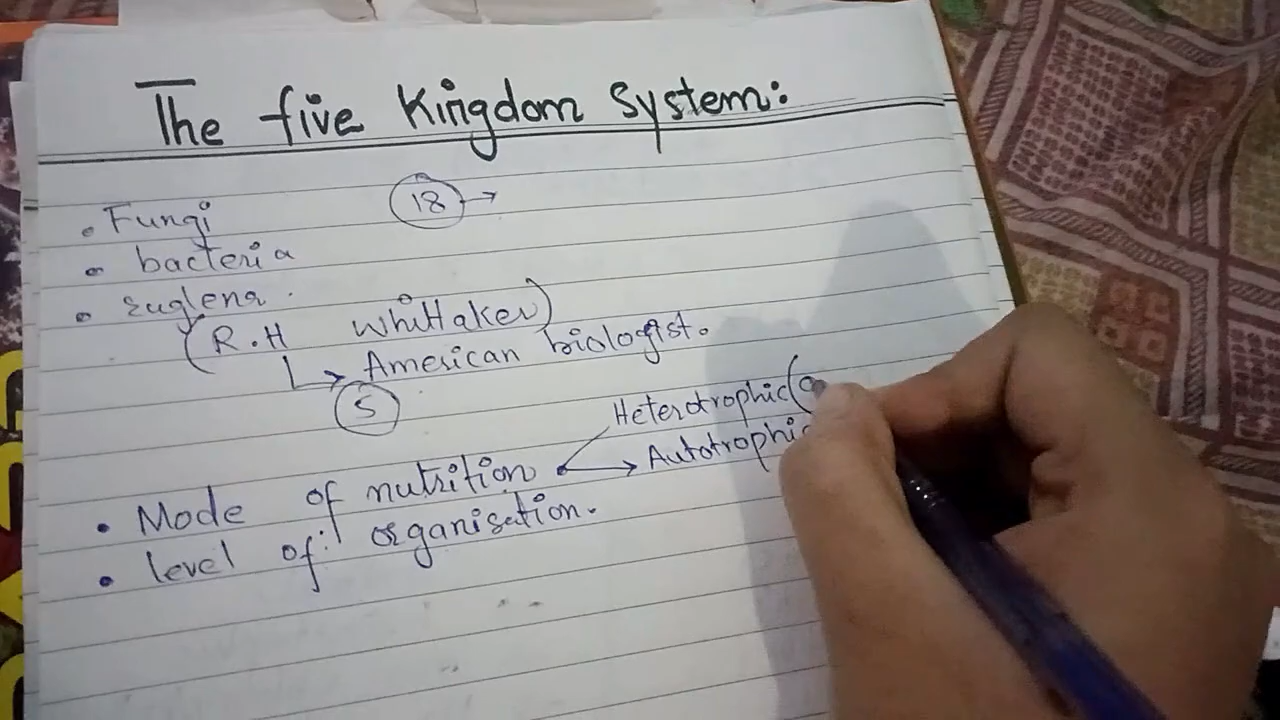 The five Kingdom System:
18 →
• Fungi
• bacteria
• Euglena.
(R.H Whittaker)
→ American biologist.
5
Heterotrophic(
• Mode of nutrition → Autotrophic
• level of organisation.